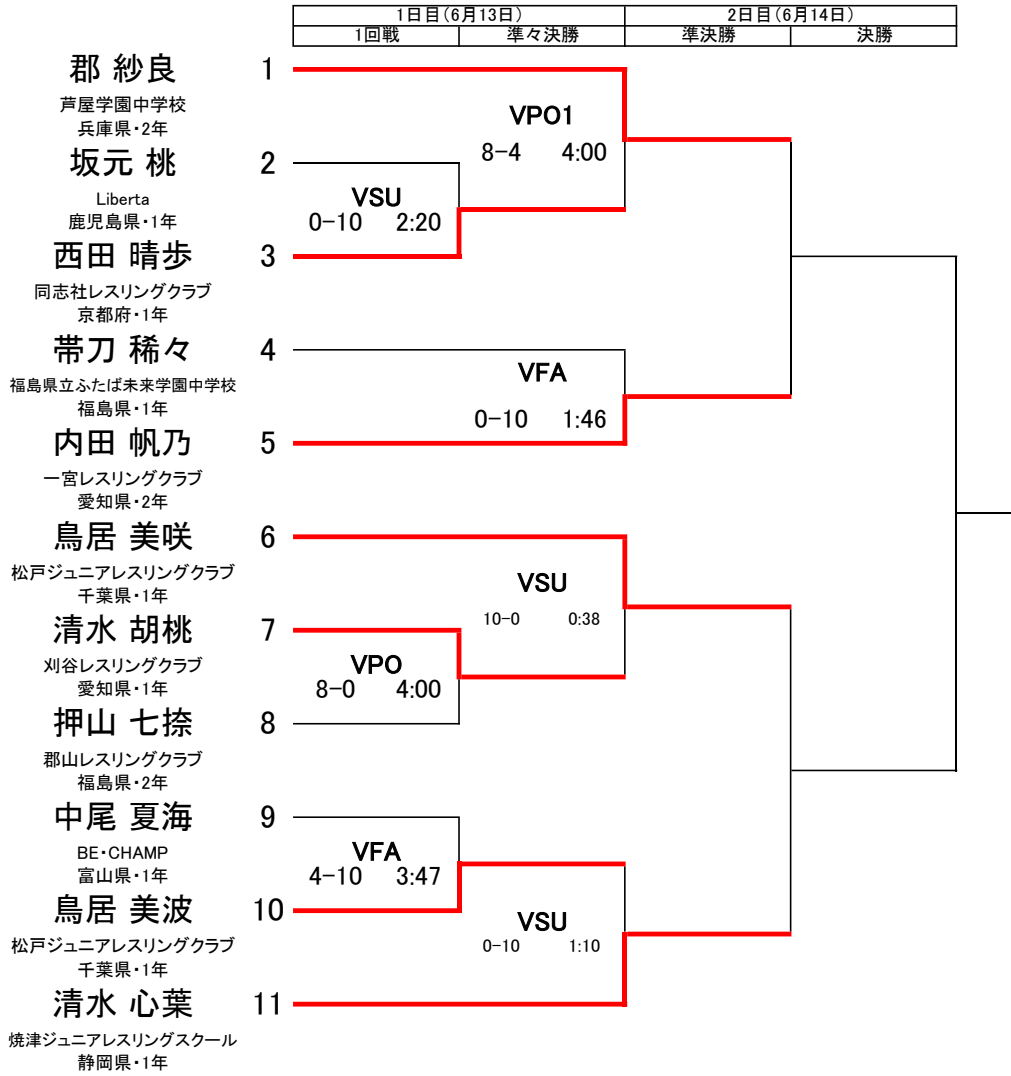 1日目(6月13日) 2日目(6月14日)
1回戦 準々決勝 準決勝 決勝
郡 紗良 1
芦屋学園中学校
兵庫県・2年
VPO1
8-4 4:00
坂元 桃 2
Liberta
鹿児島県・1年
VSU
0-10 2:20
西田 晴歩 3
同志社レスリングクラブ
京都府・1年
帯刀 稀々 4
福島県立ふたば未来学園中学校
福島県・1年
VFA
0-10 1:46
内田 帆乃 5
一宮レスリングクラブ
愛知県・2年
鳥居 美咲 6
松戸ジュニアレスリングクラブ
千葉県・1年
VSU
10-0 0:38
清水 胡桃 7
刈谷レスリングクラブ
愛知県・1年
VPO
8-0 4:00
押山 七捺 8
郡山レスリングクラブ
福島県・2年
中尾 夏海 9
BE・CHAMP
富山県・1年
VFA
4-10 3:47
鳥居 美波 10
松戸ジュニアレスリングクラブ
千葉県・1年
VSU
0-10 1:10
清水 心葉 11
焼津ジュニアレスリングスクール
静岡県・1年